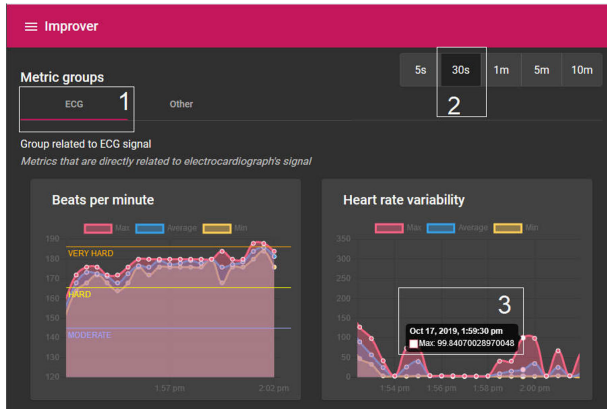 ≡ Improver
5s 30s 1m 5m 10m
2
Metric groups
ECG 1 Other
Group related to ECG signal
Metrics that are directly related to electrocardiograph's signal
Beats per minute
Max Average Min
190
VERY HARD
180
170
HARD
160
150
MODERATE
140
130
120
1:57 pm 2:02 pm
Heart rate variability
Max Average Min
350
300
250
200
150
3
Oct 17, 2019, 1:59:30 pm
Max: 99.84070028970048
100
50
0
1:54 pm 1:56 pm 1:58 pm 2:00 pm